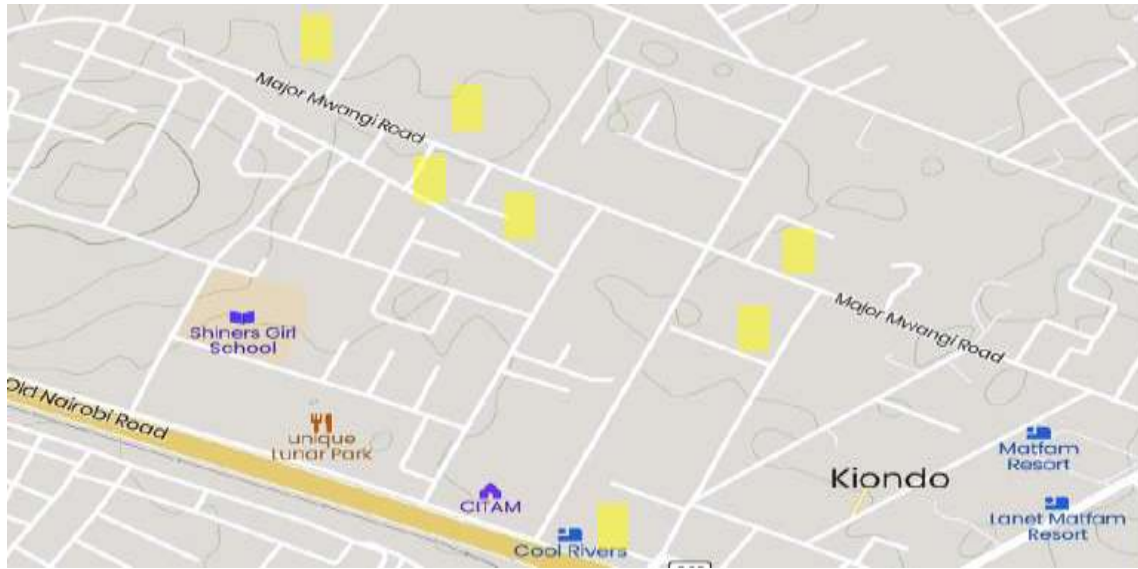 Major Mwangi Road
Major Mwangi Road
Shiners Girl
School
Old Nairobi Road
unique
Lunar Park
CITAM
Cool Rivers
Kiondo
Matfam
Resort
Lanet Matfam
Resort